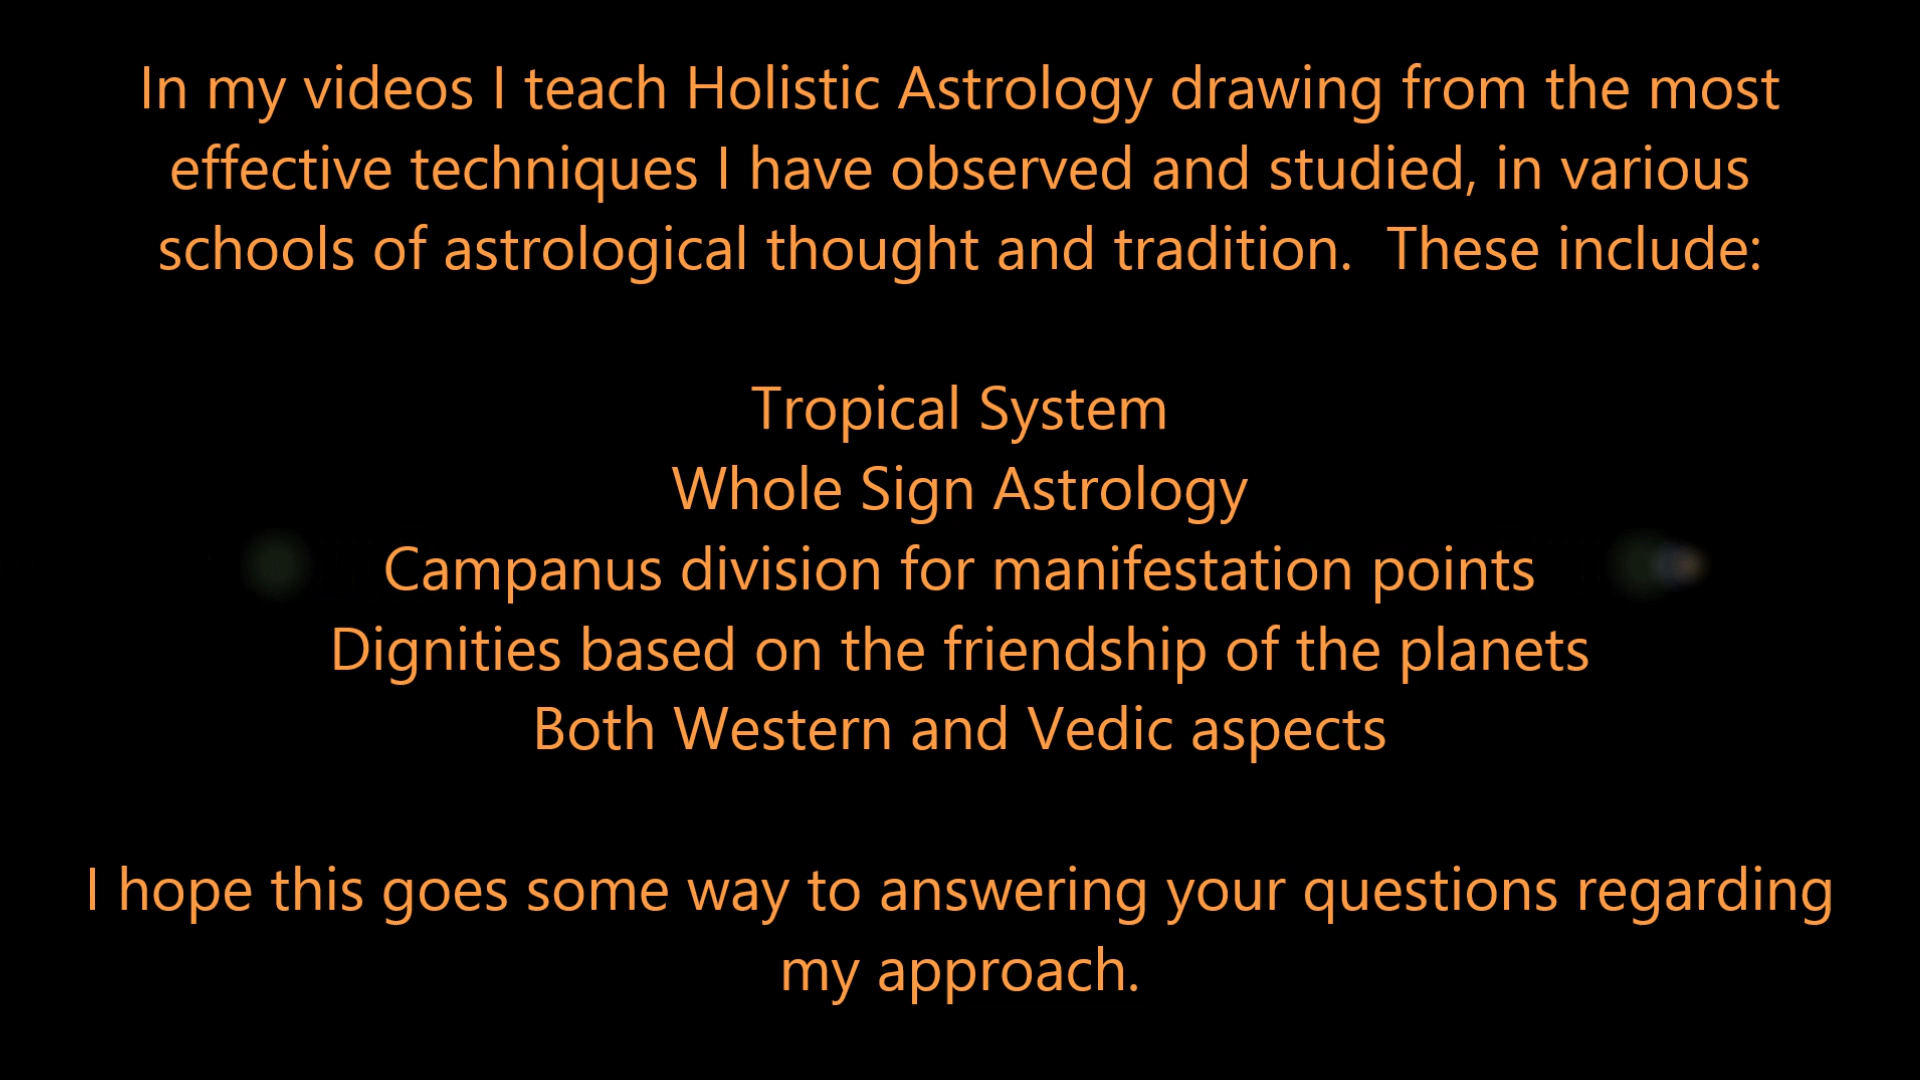 In my videos I teach Holistic Astrology drawing from the most
effective techniques I have observed and studied, in various
schools of astrological thought and tradition.  These include:
Tropical System
Whole Sign Astrology
Campanus division for manifestation points
Dignities based on the friendship of the planets
Both Western and Vedic aspects
I hope this goes some way to answering your questions regarding
my approach.